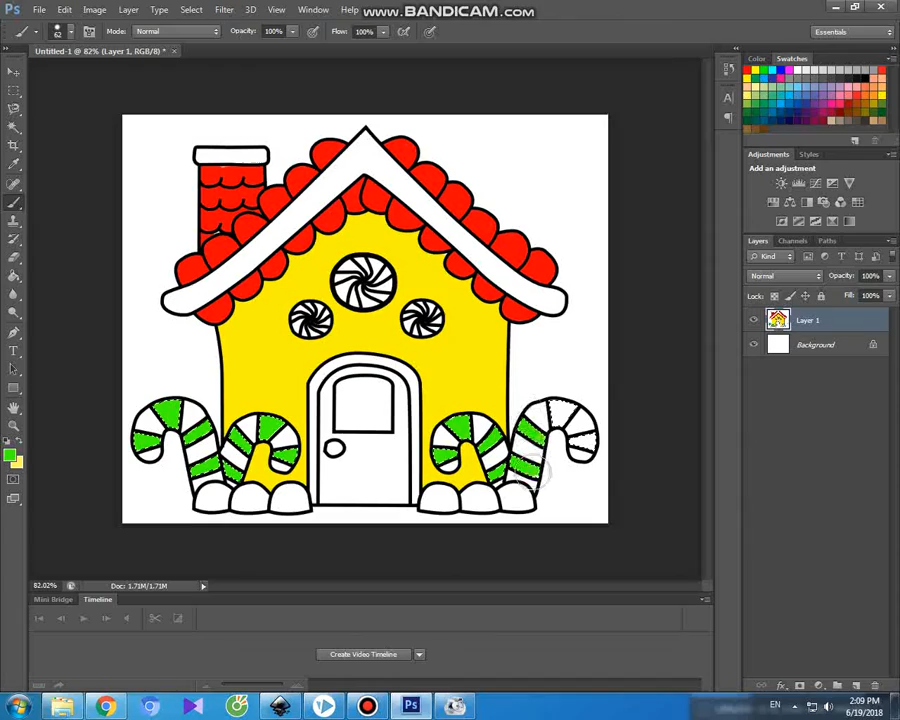 Ps File Edit Image Layer Type Select Filter 3D View Window Help www.BANDICAM.com
62 Mode: Normal Opacity: 100% Flow: 100% Essentials
Untitled-1 @ 82% (Layer 1, RGB/8) * ×
Color Swatches
Adjustments Styles
Add an adjustment
Layers Channels Paths
Kind
Normal Opacity: 100%
Lock: Fill: 100%
Layer 1
Background
82.02% Doc: 1.71M/1.71M
Mini Bridge Timeline
Create Video Timeline
fx
Ps EN 2:09 PM
6/19/2018